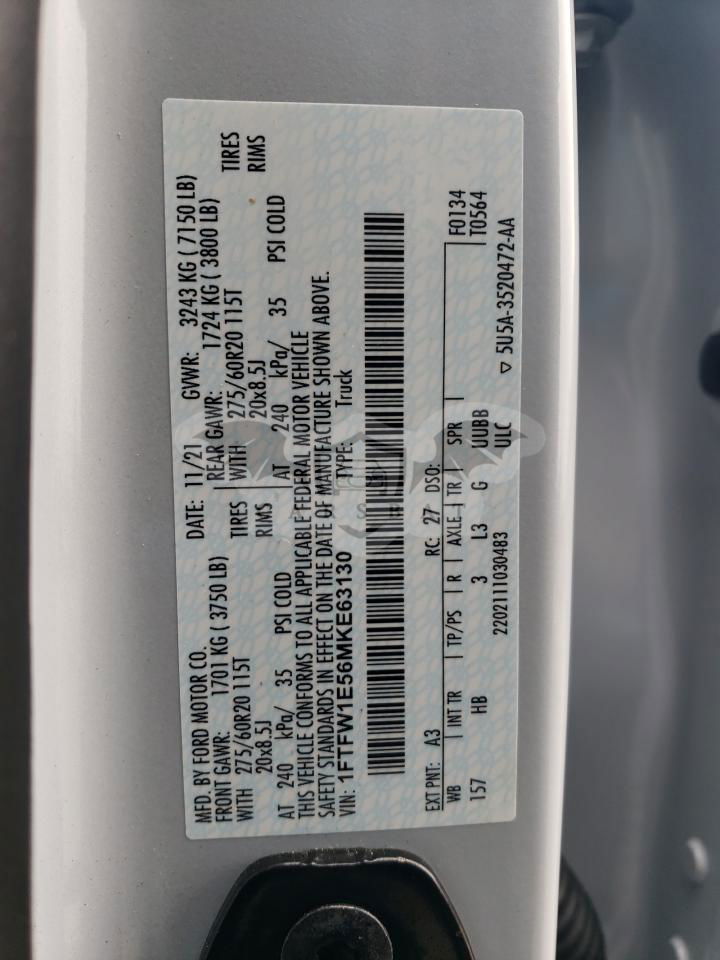 MFD. BY FORD MOTOR CO.
DATE: 11/21 GVWR: 3243 KG ( 7150 LB)
FRONT GAWR: 1701 KG ( 3750 LB) REAR GAWR: 1724 KG ( 3800 LB)
WITH 275/60R20 115T TIRES WITH 275/60R20 115T TIRES
20x8.5J RIMS 20x8.5J RIMS
AT 240 kPa/ 35 PSI COLD AT 240 kPa/ 35 PSI COLD
THIS VEHICLE CONFORMS TO ALL APPLICABLE FEDERAL MOTOR VEHICLE
SAFETY STANDARDS IN EFFECT ON THE DATE OF MANUFACTURE SHOWN ABOVE.
VIN: 1FTFW1E56MKE63130 TYPE: Truck
EXT PNT: A3 RC: 27 DSO: F0134
WB INT TR TP/PS R AXLE TR SPR T0564
157 HB 3 L3 G UUBB
2202111030483 ULC ▽ 5U5A-3520472-AA